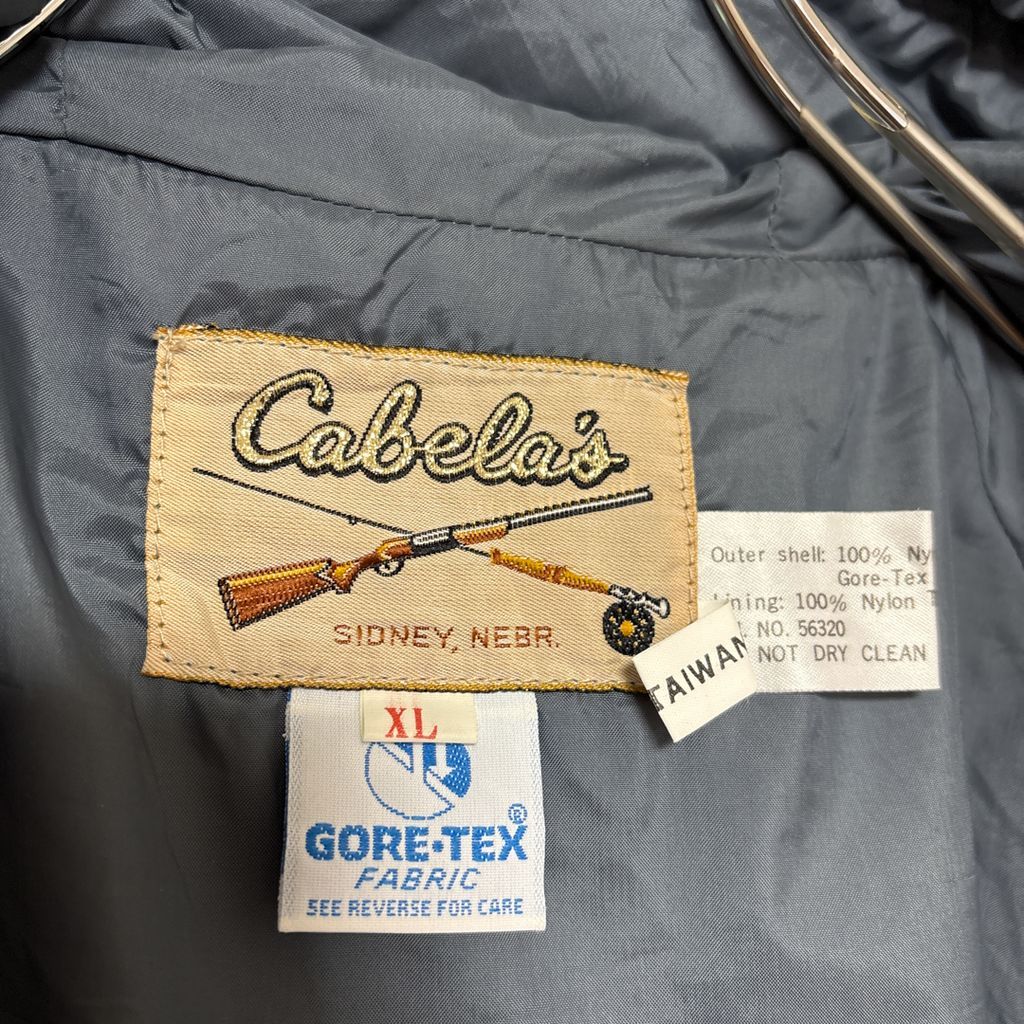 Cabela's
SIDNEY, NEBR.
Outer shell: 100%
Gore-Tex
Lining: 100% Nylon
NO. 56320
NOT DRY CLEAN
TAIWAN
XL
GORE-TEX®
FABRIC
SEE REVERSE FOR CARE